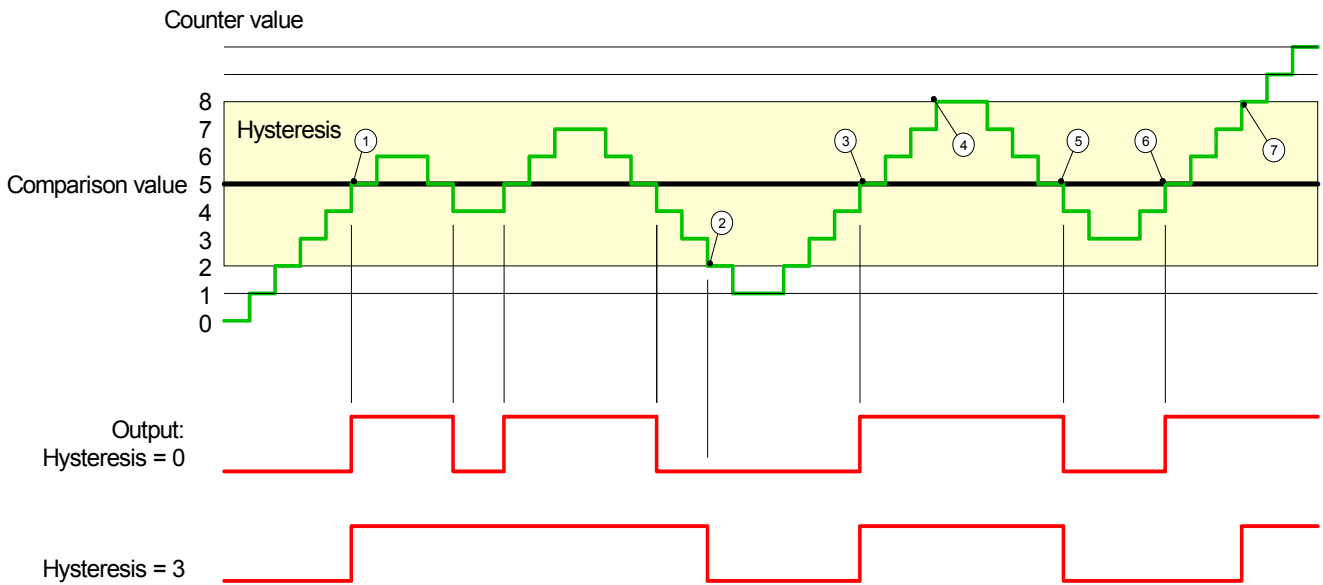 Counter value
8
7
Hysteresis
1
3
4
5
6
7
6
Comparison value 5
4
3
2
2
1
0
Output:
Hysteresis = 0
Hysteresis = 3